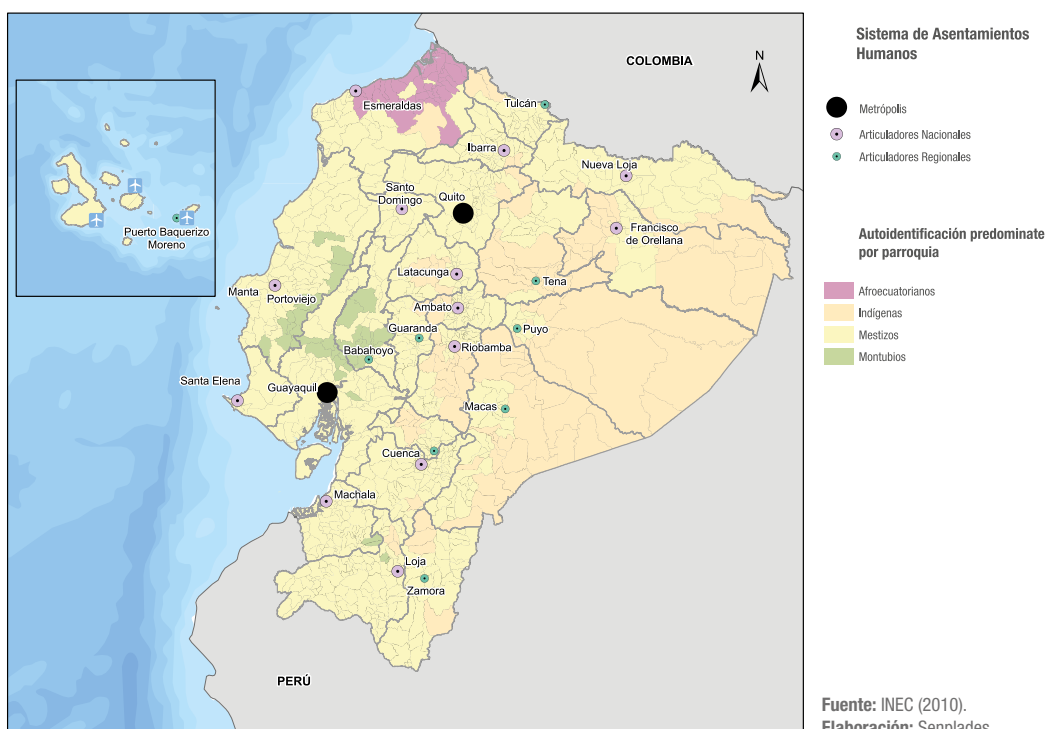 COLOMBIA
N
Esmeraldas
Tulcán
Ibarra
Nueva Loja
Santo
Domingo
Quito
Francisco
de Orellana
Puerto Baquerizo
Moreno
Latacunga
Tena
Manta
Portoviejo
Ambato
Guaranda
Puyo
Babahoyo
Riobamba
Santa Elena
Guayaquil
Macas
Cuenca
Machala
Loja
Zamora
PERÚ
Sistema de Asentamientos
Humanos
Metrópolis
Articuladores Nacionales
Articuladores Regionales
Autoidentificación predominate
por parroquia
Afroecuatorianos
Indígenas
Mestizos
Montubios
Fuente: INEC (2010).
Elaboración: Senplades